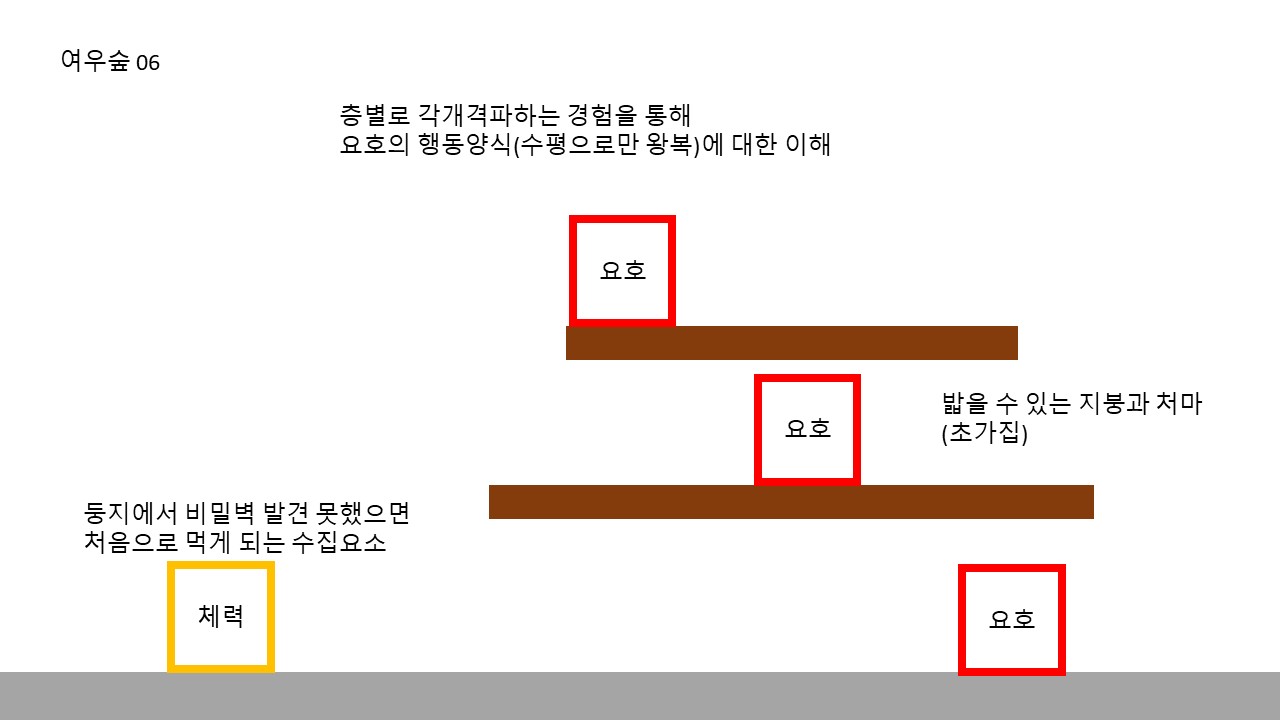 여우숲 06
층별로 각개격파하는 경험을 통해
요호의 행동양식(수평으로만 왕복)에 대한 이해
요호
요호
밟을 수 있는 지붕과 처마
(초가집)
둥지에서 비밀벽 발견 못했으면
처음으로 먹게 되는 수집요소
체력
요호